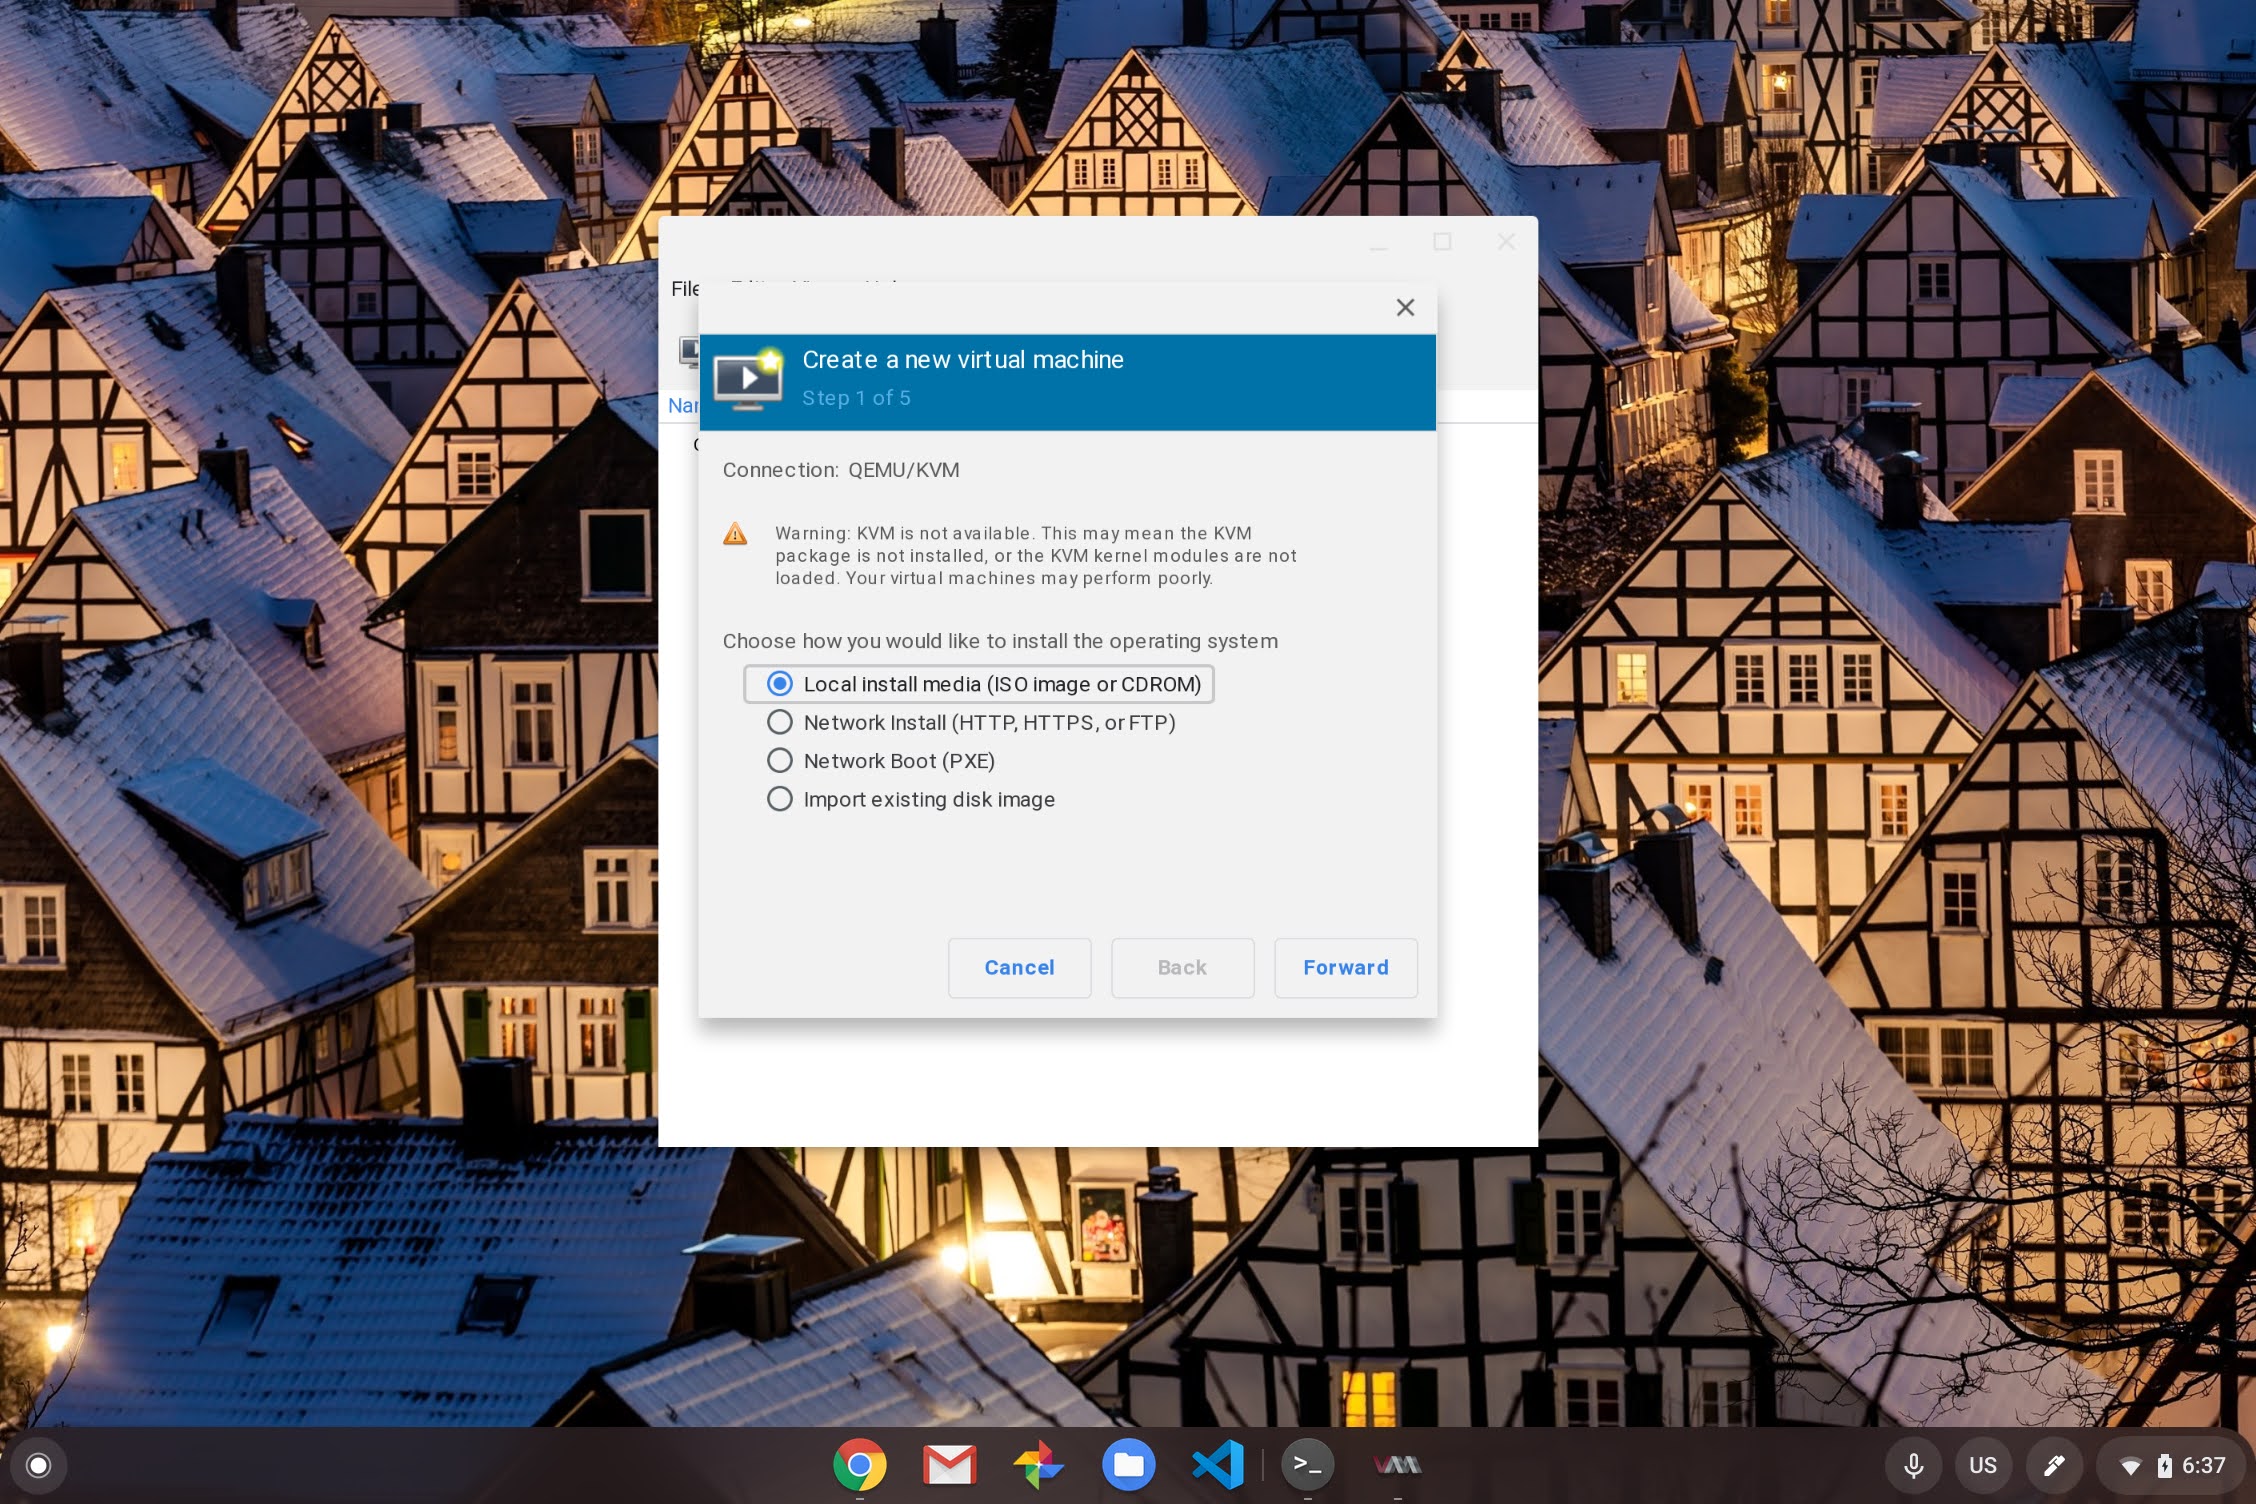 File
Create a new virtual machine
Step 1 of 5
Connection: QEMU/KVM
Warning: KVM is not available. This may mean the KVM
package is not installed, or the KVM kernel modules are not
loaded. Your virtual machines may perform poorly.
Choose how you would like to install the operating system
Local install media (ISO image or CDROM)
Network Install (HTTP, HTTPS, or FTP)
Network Boot (PXE)
Import existing disk image
Cancel
Back
Forward
US
6:37